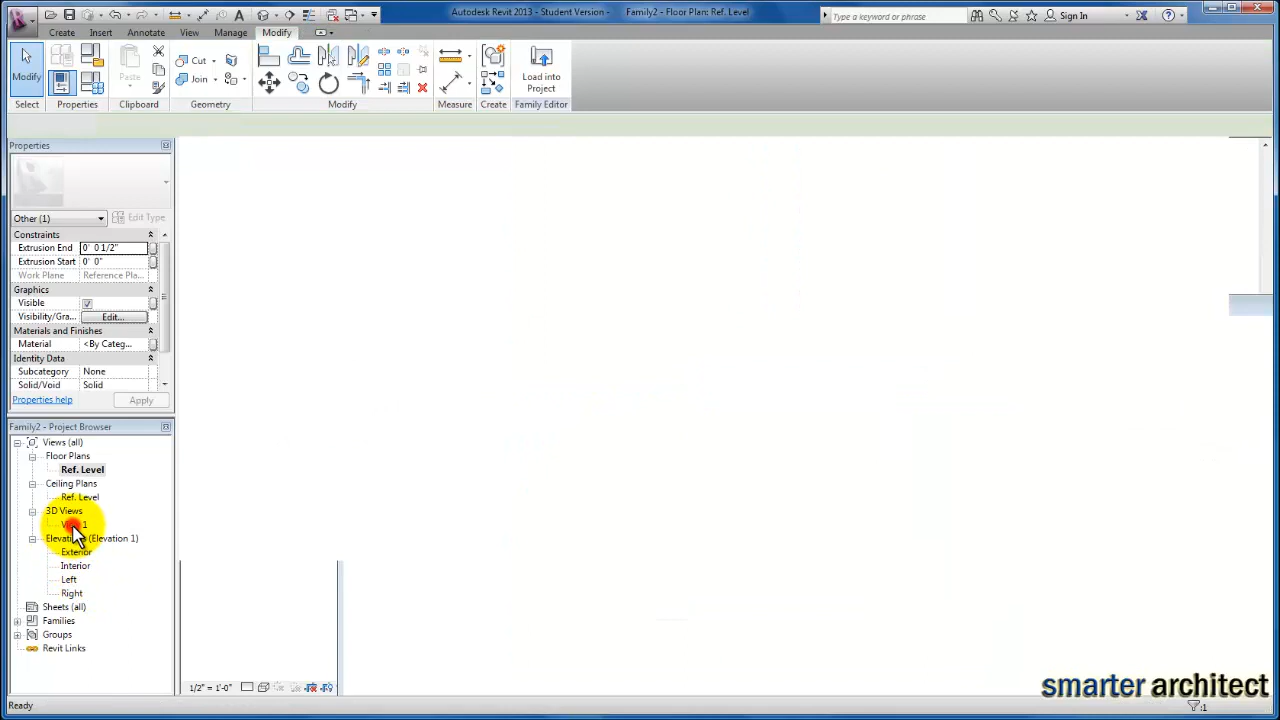 Autodesk Revit 2013 - Student Version - Family2 - Floor Plan: Ref. Level
Type a keyword or phrase
Sign In
Create Insert Annotate View Manage Modify
Modify
Paste
Cut
Join
Load into
Project
Select Properties Clipboard Geometry Modify Measure Create Family Editor
Properties
Other (1)
Edit Type
Constraints
Extrusion End 0' 0 1/2"
Extrusion Start 0' 0"
Work Plane Reference Pla...
Graphics
Visible
Visibility/Gra... Edit...
Materials and Finishes
Material <By Categ...
Identity Data
Subcategory None
Solid/Void Solid
Properties help
Apply
Family2 - Project Browser
Views (all)
Floor Plans
Ref. Level
Ceiling Plans
Ref. Level
3D Views
1
(Elevation 1)
Exterior
Interior
Left
Right
Sheets (all)
Families
Groups
Revit Links
1/2" = 1'-0"
smarter architect
Ready
:1